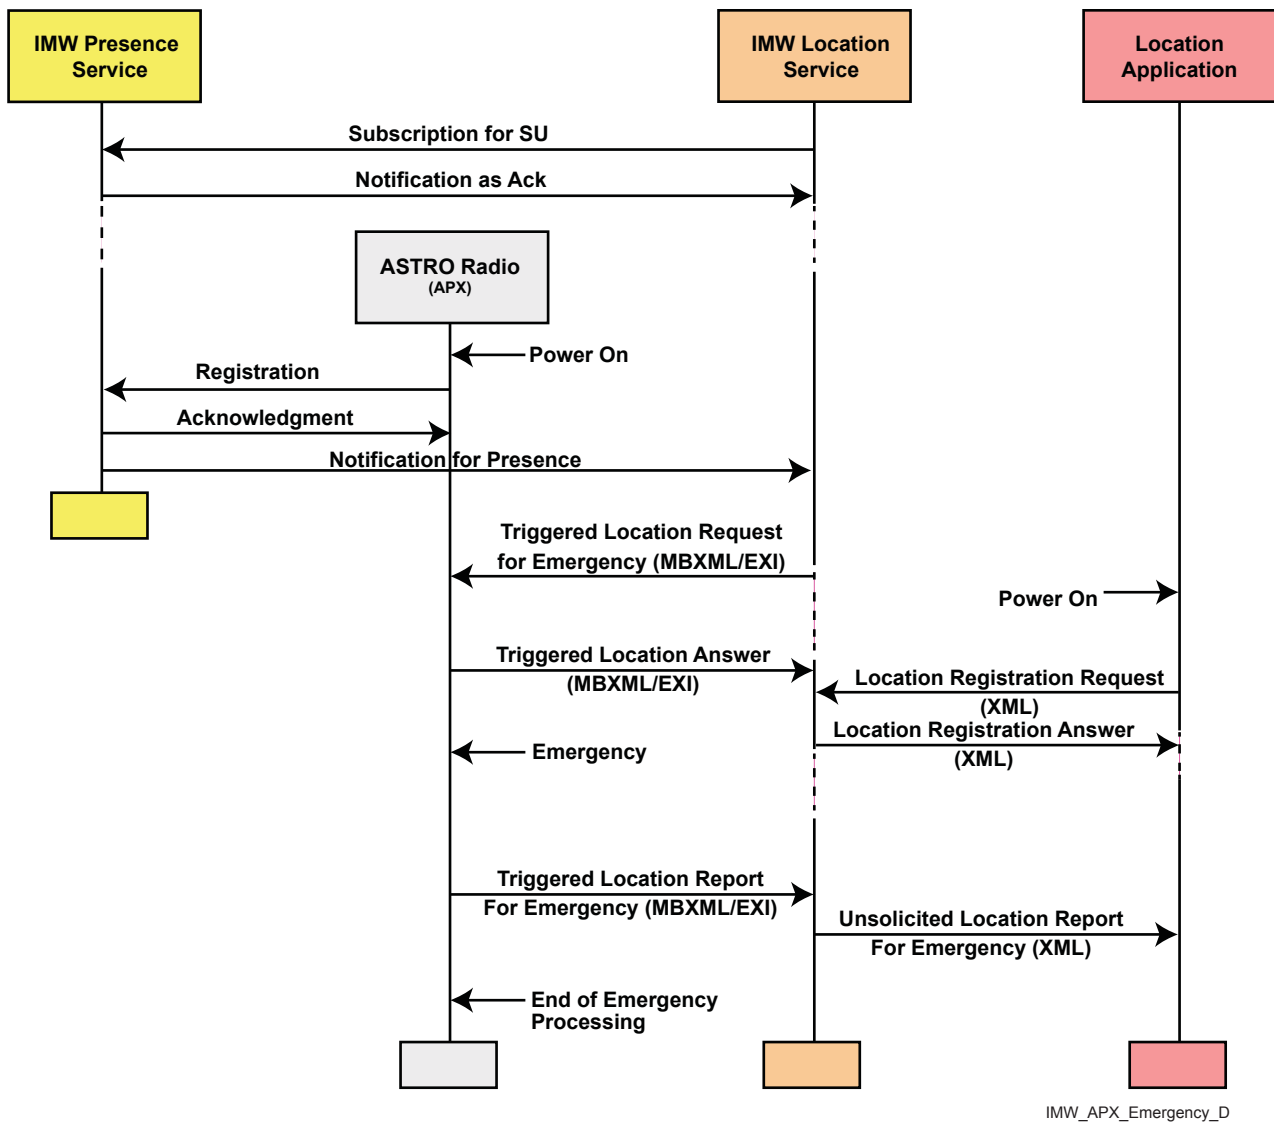 IMW Presence
Service
IMW Location
Service
Location
Application
Subscription for SU
Notification as Ack
ASTRO Radio
(APX)
Power On
Registration
Acknowledgment
Notification for Presence
Triggered Location Request
for Emergency (MBXML/EXI)
Power On
Triggered Location Answer
(MBXML/EXI)
Location Registration Request
(XML)
Location Registration Answer
(XML)
Emergency
Triggered Location Report
For Emergency (MBXML/EXI)
Unsolicited Location Report
For Emergency (XML)
End of Emergency
Processing
IMW_APX_Emergency_D